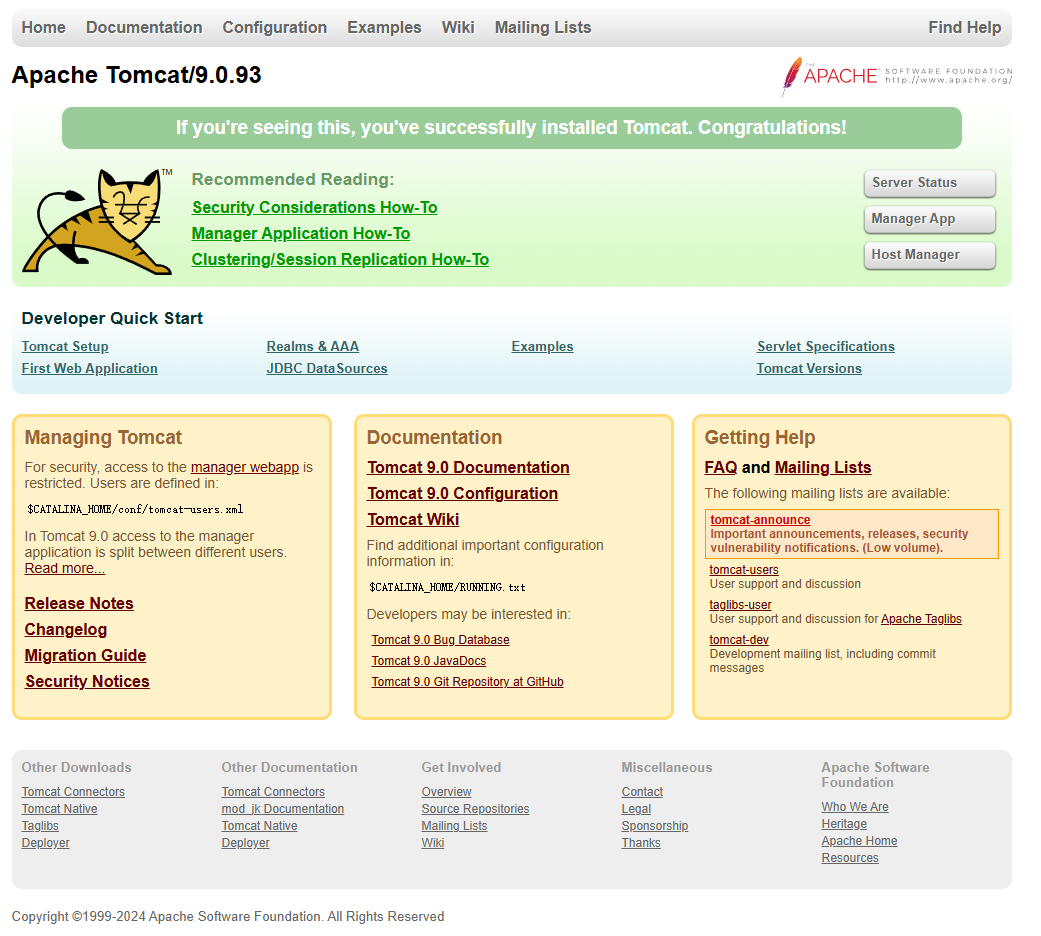 Home Documentation Configuration Examples Wiki Mailing Lists Find Help
Apache Tomcat/9.0.93
THE APACHE™ SOFTWARE FOUNDATION
http://www.apache.org/
If you're seeing this, you've successfully installed Tomcat. Congratulations!
TM
Recommended Reading:
Security Considerations How-To
Manager Application How-To
Clustering/Session Replication How-To
Server Status
Manager App
Host Manager
Developer Quick Start
Tomcat Setup
First Web Application
Realms & AAA
JDBC DataSources
Examples
Servlet Specifications
Tomcat Versions
Managing Tomcat
For security, access to the manager webapp is
restricted. Users are defined in:
$CATALINA_HOME/conf/tomcat-users.xml
In Tomcat 9.0 access to the manager
application is split between different users.
Read more...
Release Notes
Changelog
Migration Guide
Security Notices
Documentation
Tomcat 9.0 Documentation
Tomcat 9.0 Configuration
Tomcat Wiki
Find additional important configuration
information in:
$CATALINA_HOME/RUNNING.txt
Developers may be interested in:
Tomcat 9.0 Bug Database
Tomcat 9.0 JavaDocs
Tomcat 9.0 Git Repository at GitHub
Getting Help
FAQ and Mailing Lists
The following mailing lists are available:
tomcat-announce
Important announcements, releases, security
vulnerability notifications. (Low volume).
tomcat-users
User support and discussion
taglibs-user
User support and discussion for Apache Taglibs
tomcat-dev
Development mailing list, including commit
messages
Other Downloads
Tomcat Connectors
Tomcat Native
Taglibs
Deployer
Other Documentation
Tomcat Connectors
mod_jk Documentation
Tomcat Native
Deployer
Get Involved
Overview
Source Repositories
Mailing Lists
Wiki
Miscellaneous
Contact
Legal
Sponsorship
Thanks
Apache Software
Foundation
Who We Are
Heritage
Apache Home
Resources
Copyright ©1999-2024 Apache Software Foundation. All Rights Reserved